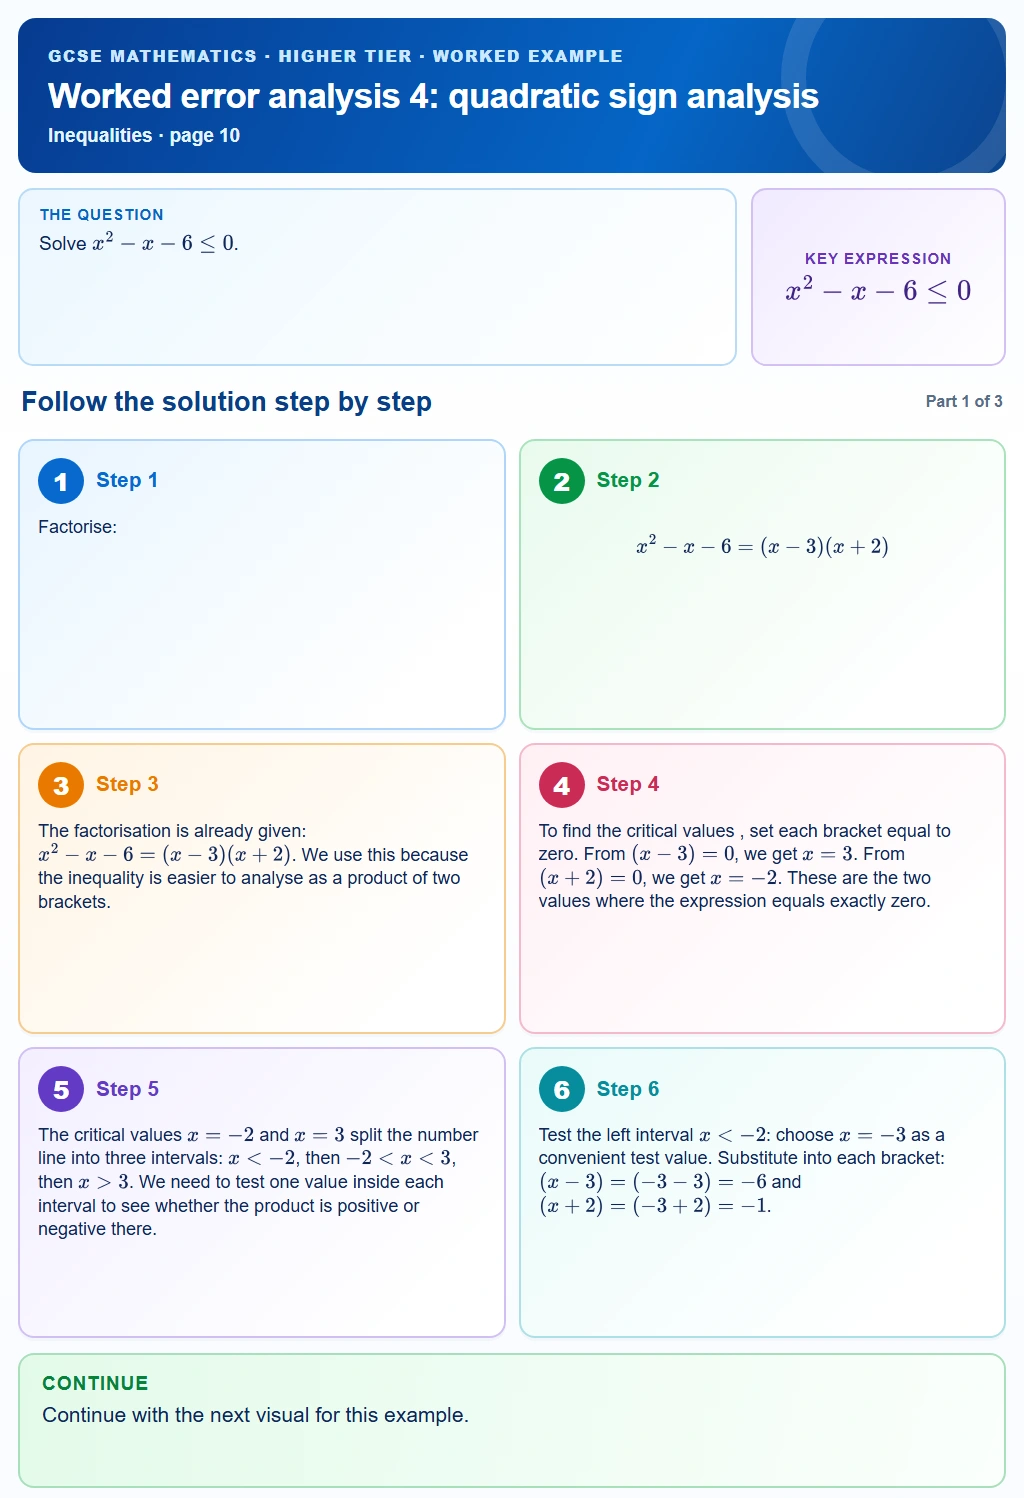 GCSE MATHEMATICS · HIGHER TIER · WORKED EXAMPLE
Worked error analysis 4: quadratic sign analysis
Inequalities · page 10
THE QUESTION
Solve x² − x − 6 ≤ 0.
KEY EXPRESSION
x² − x − 6 ≤ 0
Follow the solution step by step
Part 1 of 3
1 Step 1
Factorise:
2 Step 2
x² − x − 6 = (x − 3)(x + 2)
3 Step 3
The factorisation is already given:
x² − x − 6 = (x − 3)(x + 2). We use this because
the inequality is easier to analyse as a product of two
brackets.
4 Step 4
To find the critical values , set each bracket equal to
zero. From (x − 3) = 0, we get x = 3. From
(x + 2) = 0, we get x = −2. These are the two
values where the expression equals exactly zero.
5 Step 5
The critical values x = −2 and x = 3 split the number
line into three intervals: x < −2, then −2 < x < 3,
then x > 3. We need to test one value inside each
interval to see whether the product is positive or
negative there.
6 Step 6
Test the left interval x < −2: choose x = −3 as a
convenient test value. Substitute into each bracket:
(x − 3) = (−3 − 3) = −6 and
(x + 2) = (−3 + 2) = −1.
CONTINUE
Continue with the next visual for this example.